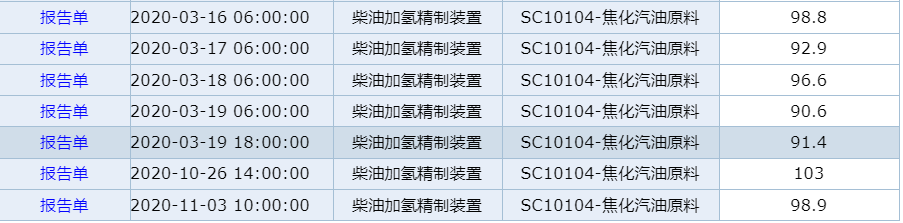 报告单 2020-03-16 06:00:00 柴油加氢精制装置 SC10104-焦化汽油原料 98.8
报告单 2020-03-17 06:00:00 柴油加氢精制装置 SC10104-焦化汽油原料 92.9
报告单 2020-03-18 06:00:00 柴油加氢精制装置 SC10104-焦化汽油原料 96.6
报告单 2020-03-19 06:00:00 柴油加氢精制装置 SC10104-焦化汽油原料 90.6
报告单 2020-03-19 18:00:00 柴油加氢精制装置 SC10104-焦化汽油原料 91.4
报告单 2020-10-26 14:00:00 柴油加氢精制装置 SC10104-焦化汽油原料 103
报告单 2020-11-03 10:00:00 柴油加氢精制装置 SC10104-焦化汽油原料 98.9